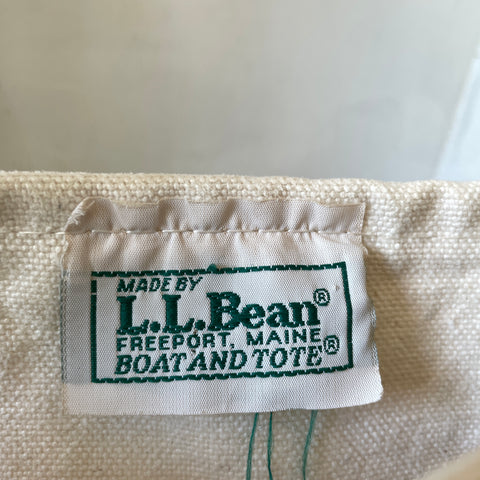 MADE BY
L.L.Bean®
FREEPORT, MAINE
BOAT AND TOTE®